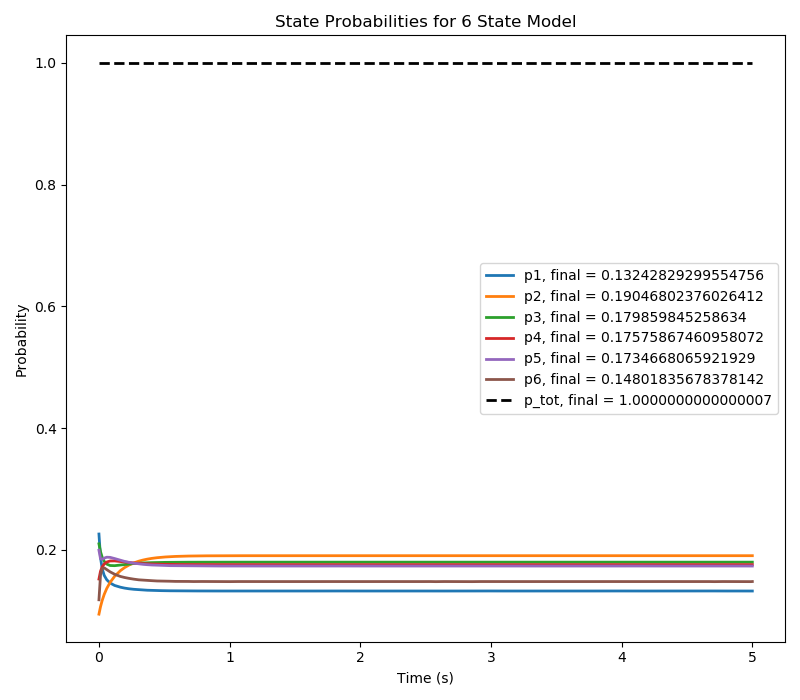 State Probabilities for 6 State Model
1.0
0.8
0.6
0.4
0.2
Probability
p1, final = 0.13242829299554756
p2, final = 0.19046802376026412
p3, final = 0.179859845258634
p4, final = 0.17575867460958072
p5, final = 0.1734668065921929
p6, final = 0.14801835678378142
p_tot, final = 1.0000000000000007
0 1 2 3 4 5
Time (s)